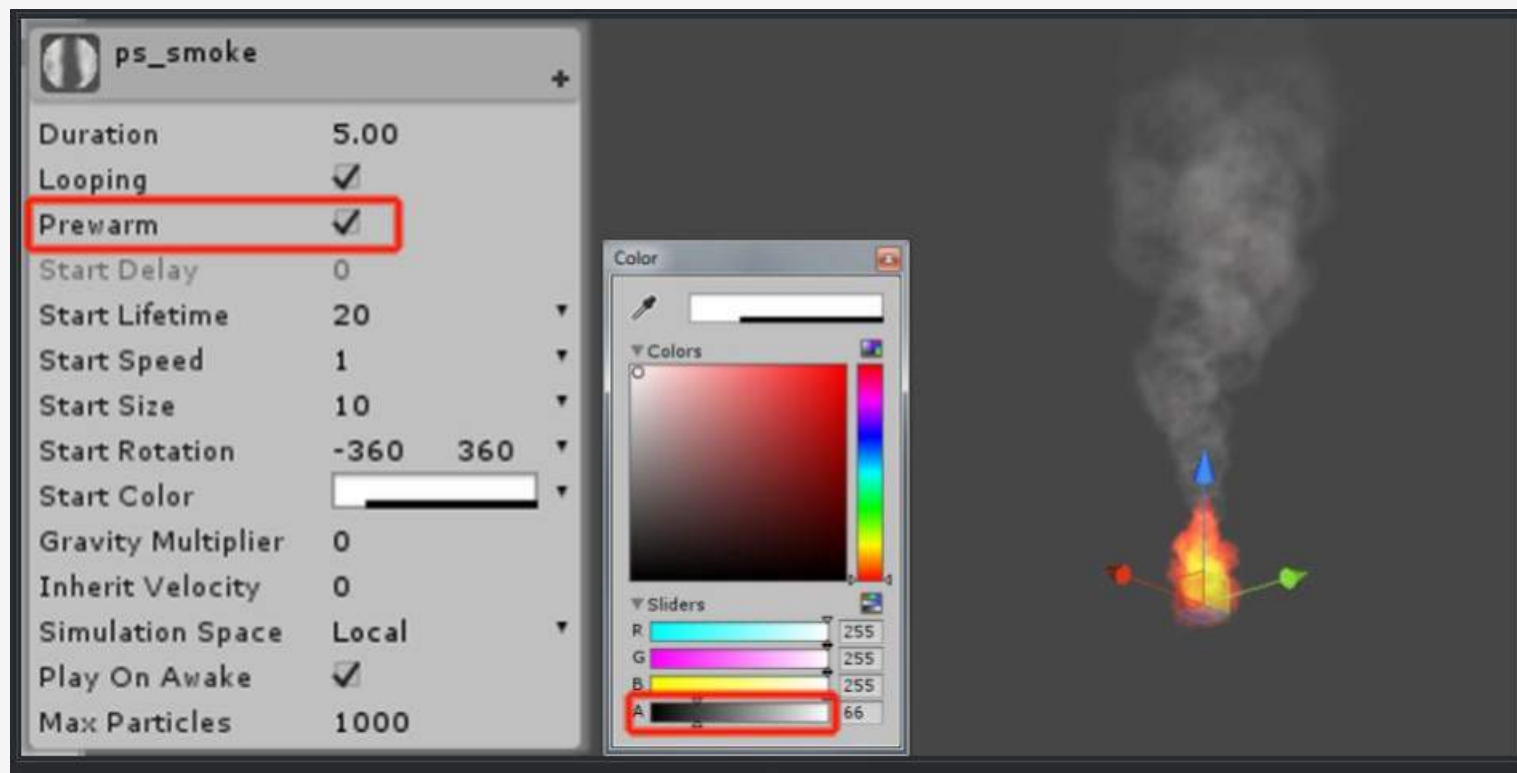 ps_smoke
Duration 5.00
Looping
Prewarm
Start Delay 0
Start Lifetime 20
Start Speed 1
Start Size 10
Start Rotation -360 360
Start Color
Gravity Multiplier 0
Inherit Velocity 0
Simulation Space Local
Play On Awake
Max Particles 1000
Color
Colors
Sliders
R 255
G 255
B 255
A 66